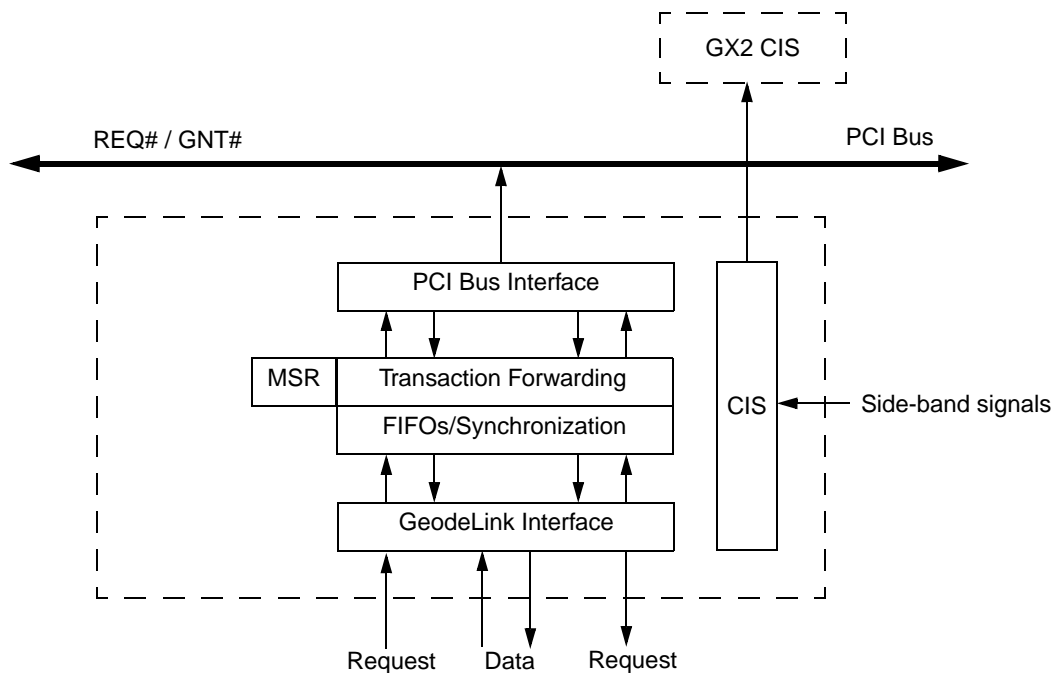 GX2 CIS
REQ# / GNT#
PCI Bus
PCI Bus Interface
MSR
Transaction Forwarding
FIFOs/Synchronization
CIS
Side-band signals
GeodeLink Interface
Request
Data
Request